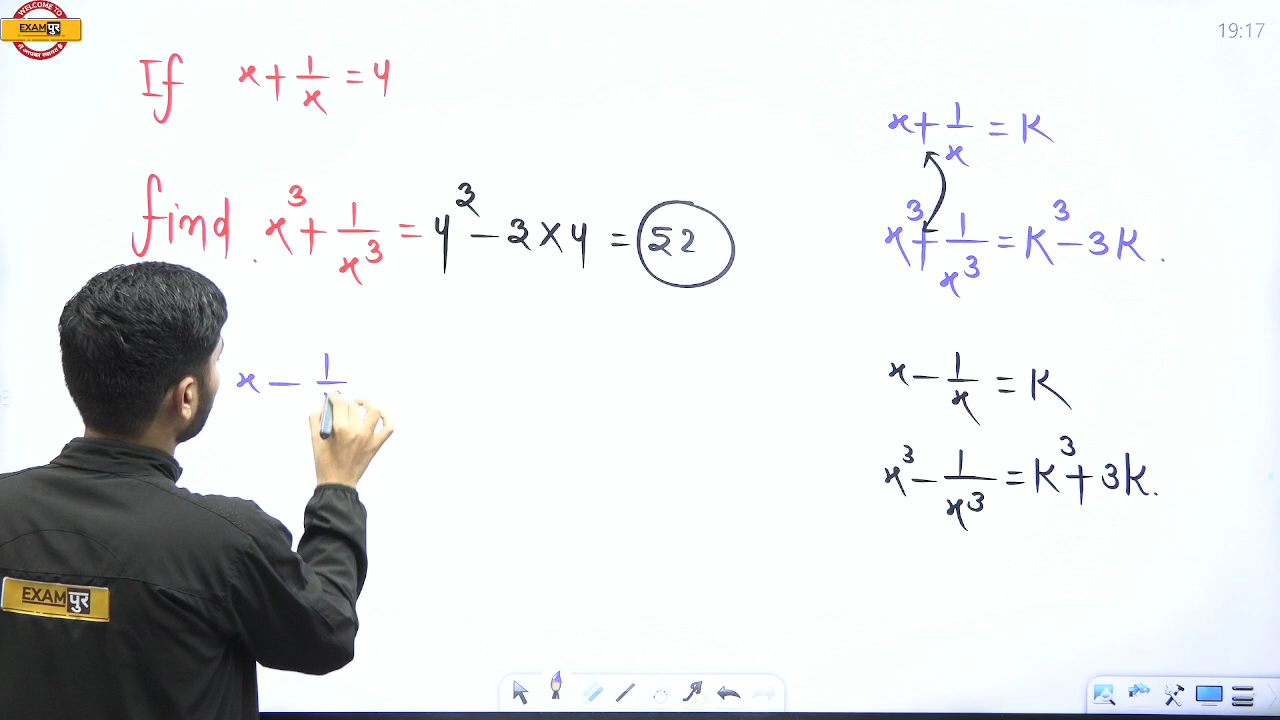 WELCOME TO
EXAMपुर
19:17
If x + 1/x = 4
find. x³ + 1/x³ = 4³ - 3 × 4 = 52
x - 1/
x + 1/x = K
x³ + 1/x³ = K³ - 3K.
x - 1/x = K
x³ - 1/x³ = K³ + 3K.
EXAMपुर